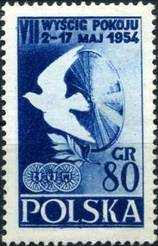 VII WYŚCIG POKOJU
2-17 MAJ 1954
GR
80
POLSKA